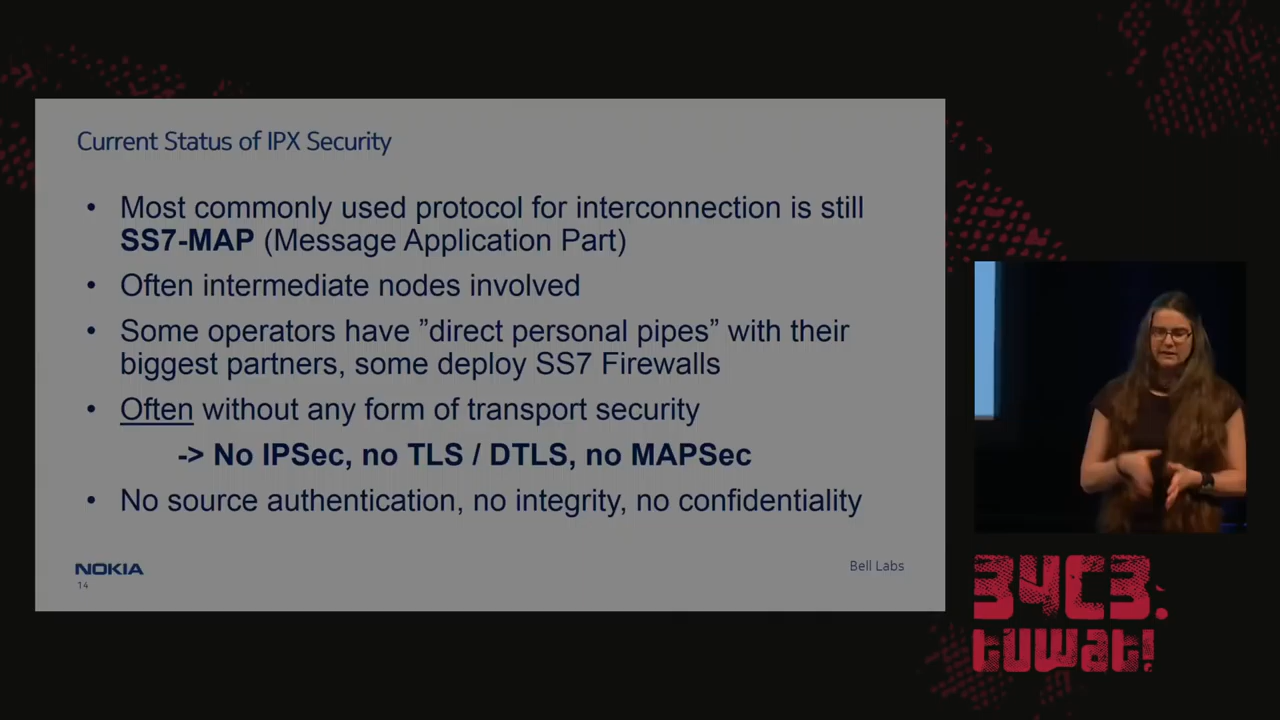 Current Status of IPX Security
• Most commonly used protocol for interconnection is still
SS7-MAP (Message Application Part)
• Often intermediate nodes involved
• Some operators have ”direct personal pipes” with their
biggest partners, some deploy SS7 Firewalls
• Often without any form of transport security
-> No IPSec, no TLS / DTLS, no MAPSec
• No source authentication, no integrity, no confidentiality
NOKIA
14
Bell Labs
34C3.
tuwat!